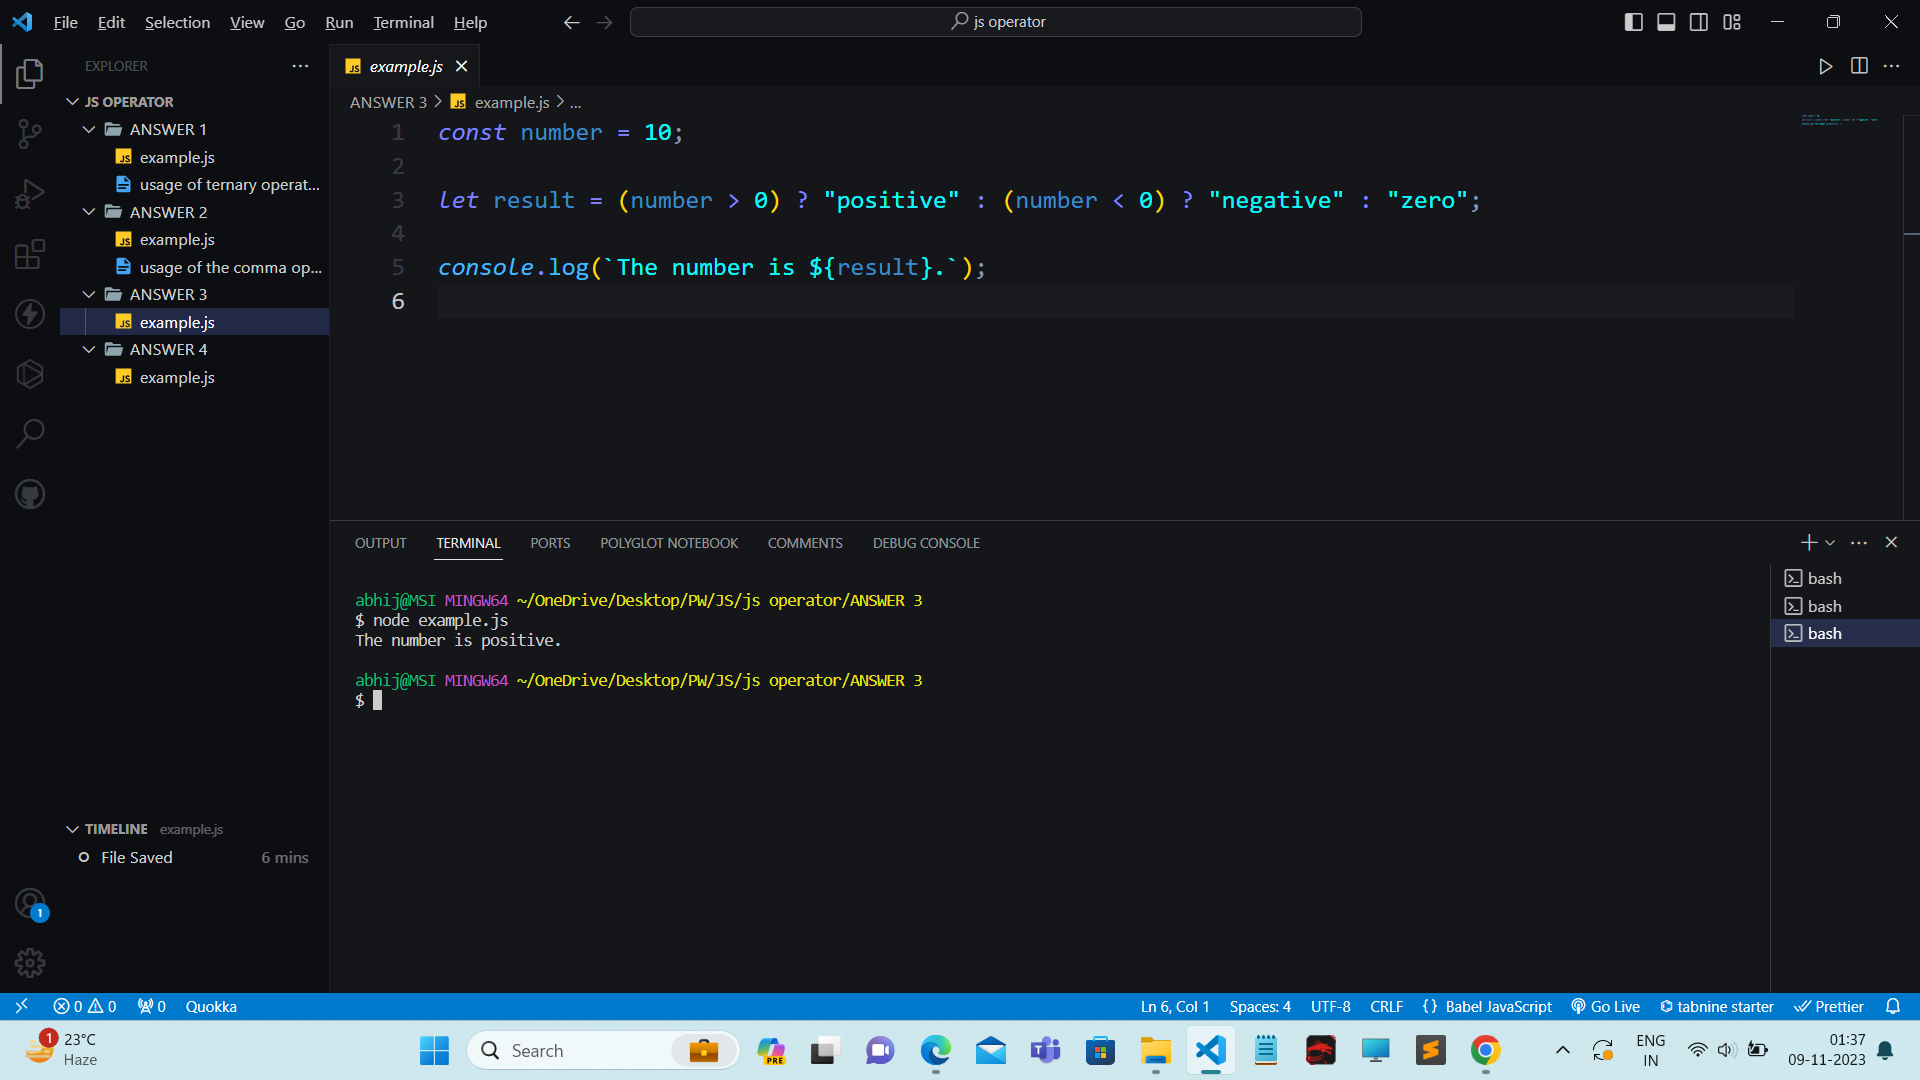 File Edit Selection View Go Run Terminal Help
js operator
EXPLORER
JS OPERATOR
ANSWER 1
example.js
usage of ternary operat...
ANSWER 2
example.js
usage of the comma op...
ANSWER 3
example.js
ANSWER 4
example.js
TIMELINE example.js
File Saved 6 mins
example.js
ANSWER 3 > example.js > ...
1 const number = 10;
2
3 let result = (number > 0) ? "positive" : (number < 0) ? "negative" : "zero";
4
5 console.log(`The number is ${result}.`);
6
OUTPUT TERMINAL PORTS POLYGLOT NOTEBOOK COMMENTS DEBUG CONSOLE
abhij@MSI MINGW64 ~/OneDrive/Desktop/PW/JS/js operator/ANSWER 3
$ node example.js
The number is positive.
abhij@MSI MINGW64 ~/OneDrive/Desktop/PW/JS/js operator/ANSWER 3
$
bash
bash
bash
1
0 0 0 Quokka
Ln 6, Col 1 Spaces: 4 UTF-8 CRLF {} Babel JavaScript Go Live tabnine starter Prettier
1
23°C
Haze
Search
PRE
ENG
IN
01:37
09-11-2023